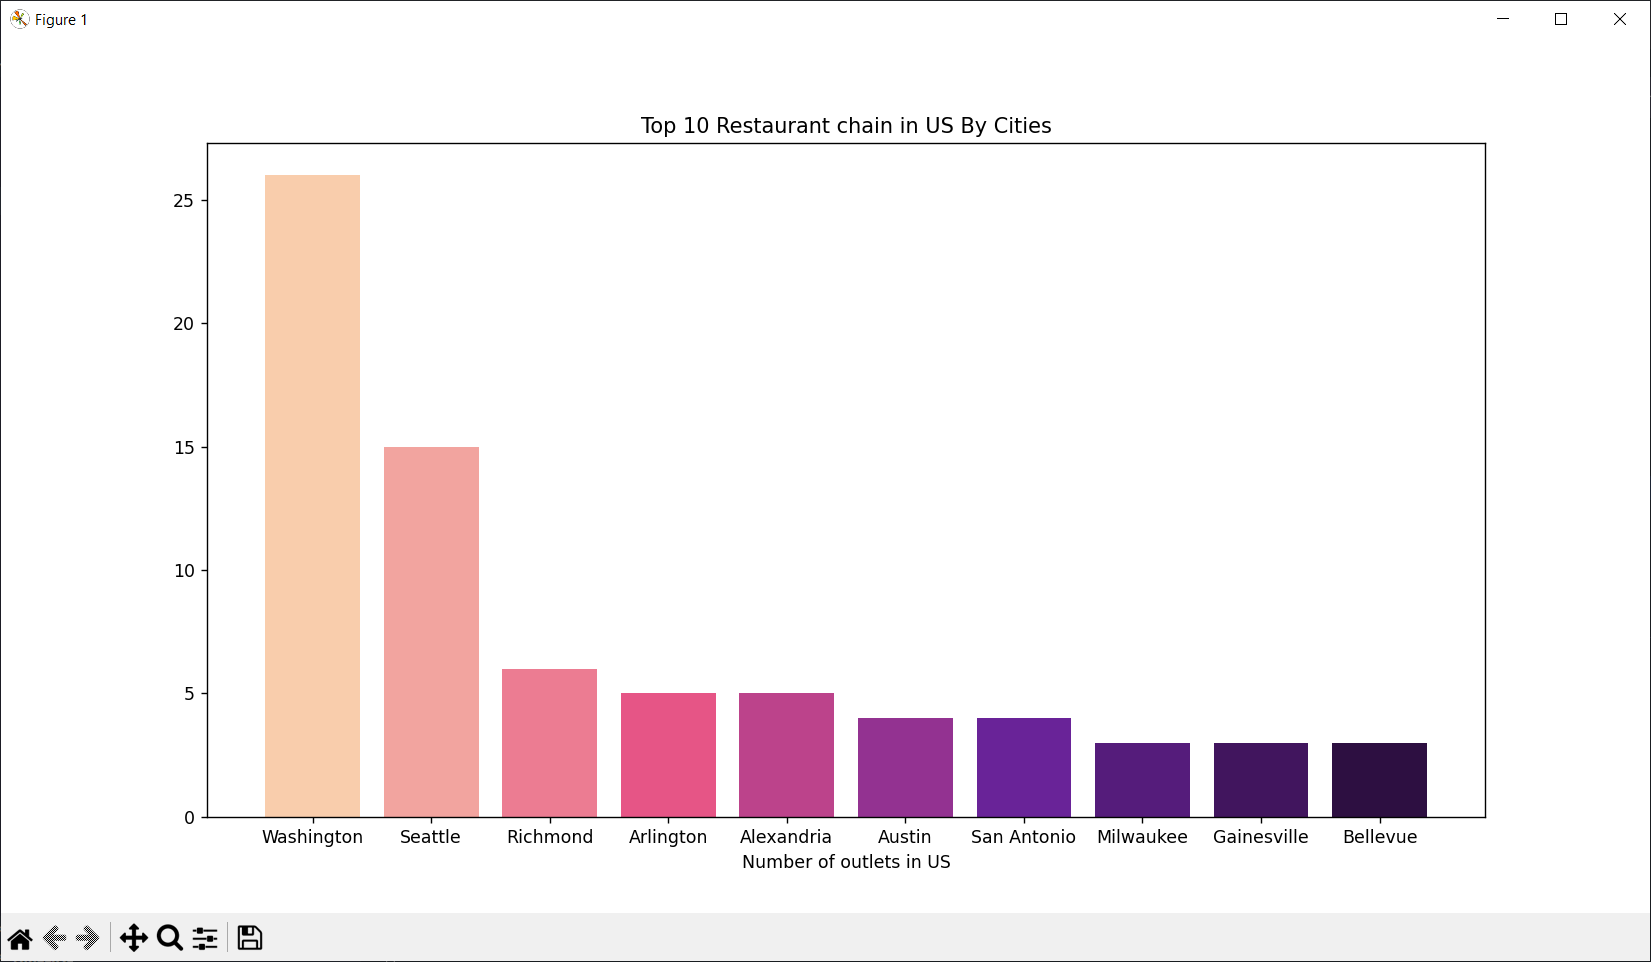 Figure 1
Top 10 Restaurant chain in US By Cities
25
20
15
10
5
0
Washington Seattle Richmond Arlington Alexandria Austin San Antonio Milwaukee Gainesville Bellevue
Number of outlets in US